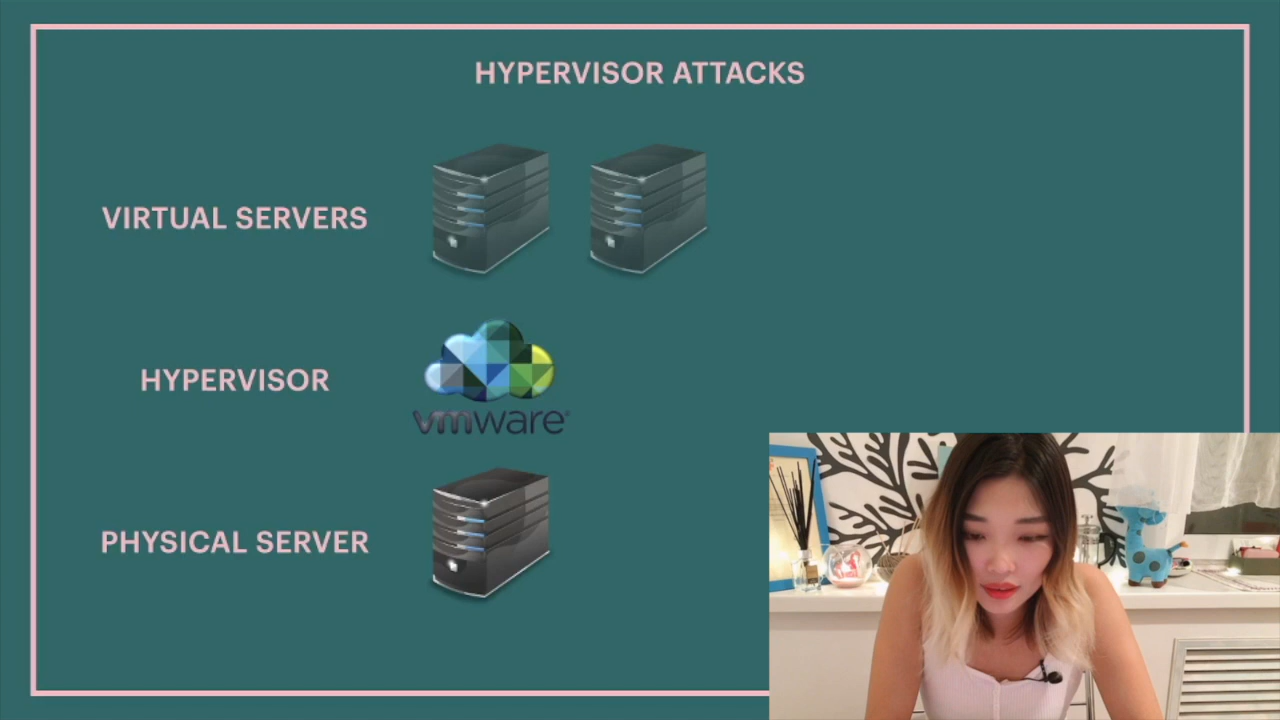 HYPERVISOR ATTACKS
VIRTUAL SERVERS
HYPERVISOR
vmware
PHYSICAL SERVER